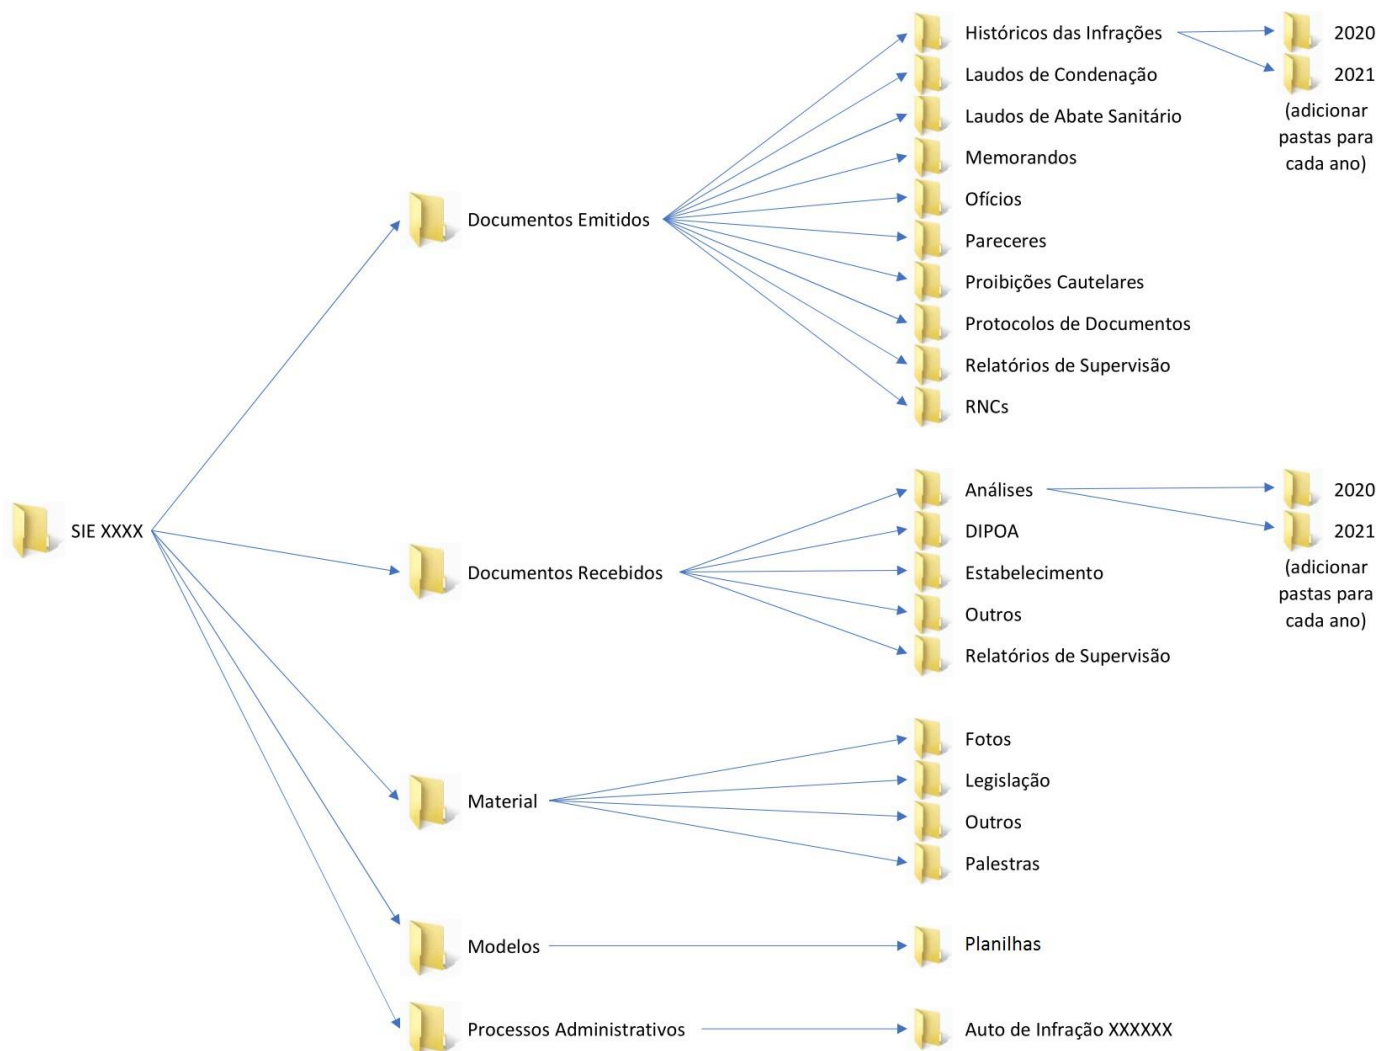 SIE XXXX
Documentos Emitidos
Históricos das Infrações
2020
2021
(adicionar
pastas para
cada ano)
Laudos de Condenação
Laudos de Abate Sanitário
Memorandos
Ofícios
Pareceres
Proibições Cautelares
Protocolos de Documentos
Relatórios de Supervisão
RNCs
Documentos Recebidos
Análises
2020
2021
(adicionar
pastas para
cada ano)
DIPOA
Estabelecimento
Outros
Relatórios de Supervisão
Material
Fotos
Legislação
Outros
Palestras
Modelos
Planilhas
Processos Administrativos
Auto de Infração XXXXXX